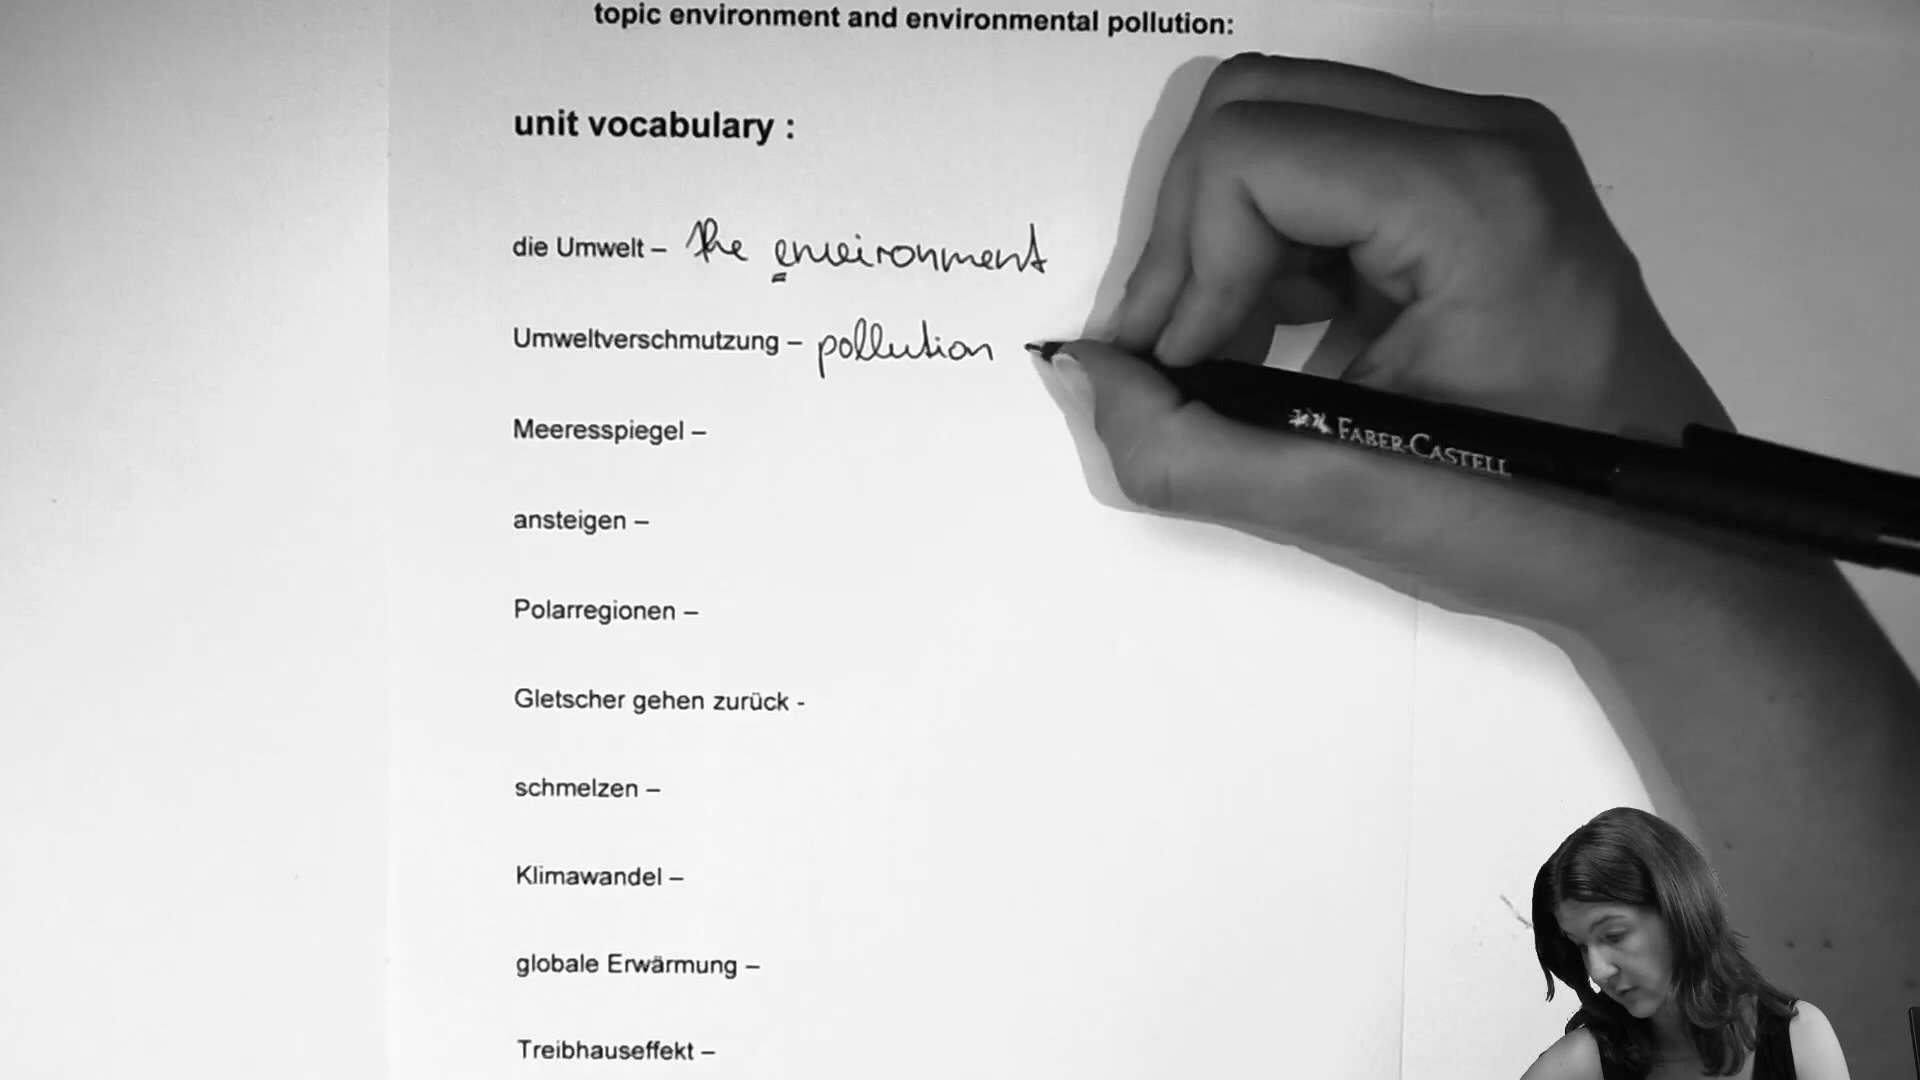 topic environment and environmental pollution:
unit vocabulary :
die Umwelt – the environment
Umweltverschmutzung – pollution
FABER-CASTELL
Meeresspiegel –
ansteigen –
Polarregionen –
Gletscher gehen zurück -
schmelzen –
Klimawandel –
globale Erwärmung –
Treibhauseffekt –